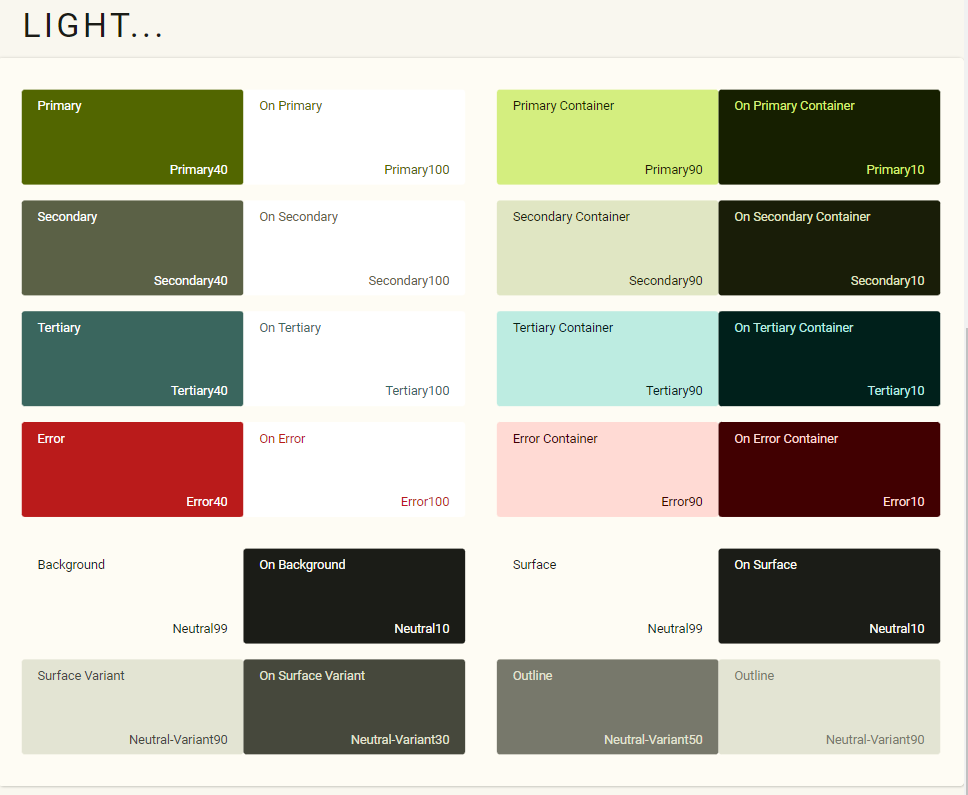 LIGHT...
Primary
Primary40
On Primary
Primary100
Primary Container
Primary90
On Primary Container
Primary10
Secondary
Secondary40
On Secondary
Secondary100
Secondary Container
Secondary90
On Secondary Container
Secondary10
Tertiary
Tertiary40
On Tertiary
Tertiary100
Tertiary Container
Tertiary90
On Tertiary Container
Tertiary10
Error
Error40
On Error
Error100
Error Container
Error90
On Error Container
Error10
Background
Neutral99
On Background
Neutral10
Surface
Neutral99
On Surface
Neutral10
Surface Variant
Neutral-Variant90
On Surface Variant
Neutral-Variant30
Outline
Neutral-Variant50
Outline
Neutral-Variant90